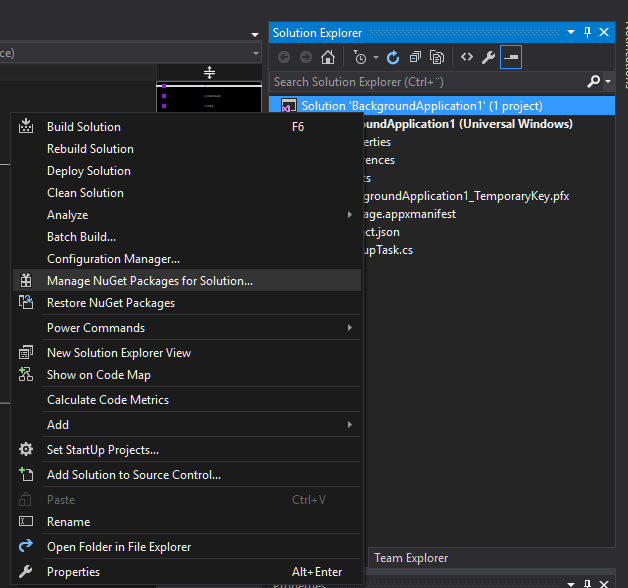 Solution Explorer
ce)
Search Solution Explorer (Ctrl+¨)
Solution 'BackgroundApplication1' (1 project)
Build Solution F6
undApplication1 (Universal Windows)
Rebuild Solution
erties
Deploy Solution
rences
Clean Solution
ts
groundApplication1_TemporaryKey.pfx
Analyze
age.appxmanifest
Batch Build...
ect.json
Configuration Manager...
upTask.cs
Manage NuGet Packages for Solution...
Restore NuGet Packages
Power Commands
New Solution Explorer View
Show on Code Map
Calculate Code Metrics
Add
Set StartUp Projects...
Add Solution to Source Control...
Paste Ctrl+V
Rename
Open Folder in File Explorer
Team Explorer
Properties Alt+Enter
Properties